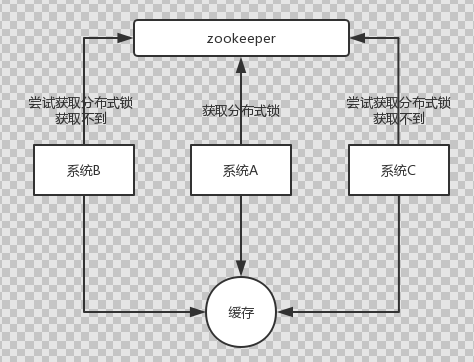 zookeeper
尝试获取分布式锁
获取不到
获取分布式锁
尝试获取分布式锁
获取不到
系统B
系统A
系统C
缓存